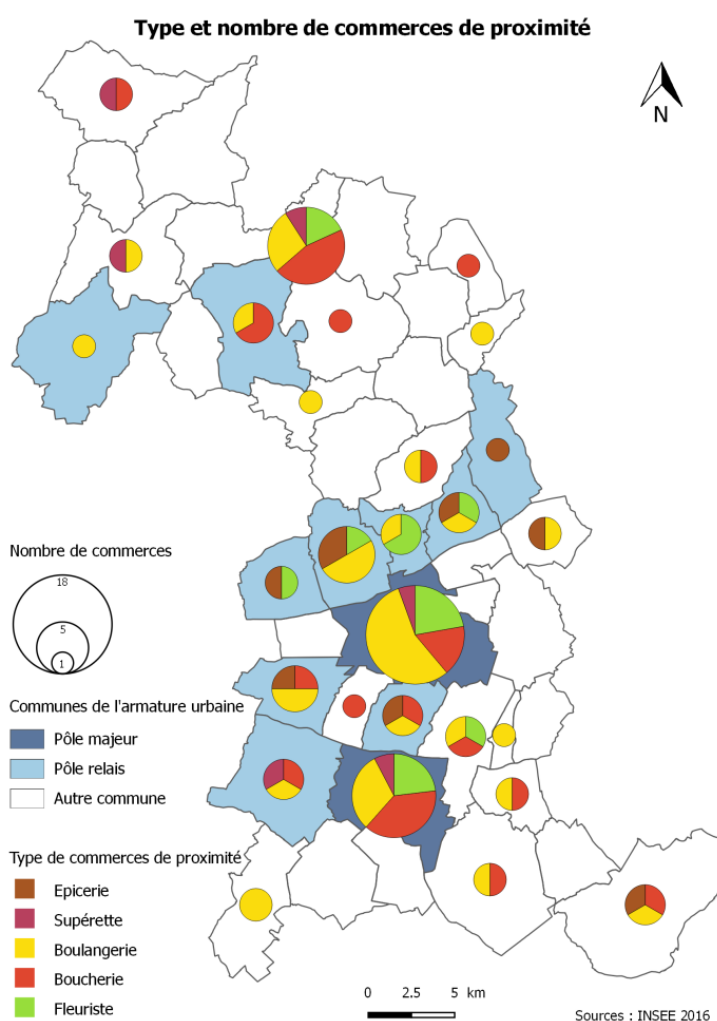 Type et nombre de commerces de proximité
N
Nombre de commerces
18
5
1
Communes de l'armature urbaine
Pôle majeur
Pôle relais
Autre commune
Type de commerces de proximité
Epicerie
Supérette
Boulangerie
Boucherie
Fleuriste
0 2.5 5 km
Sources : INSEE 2016